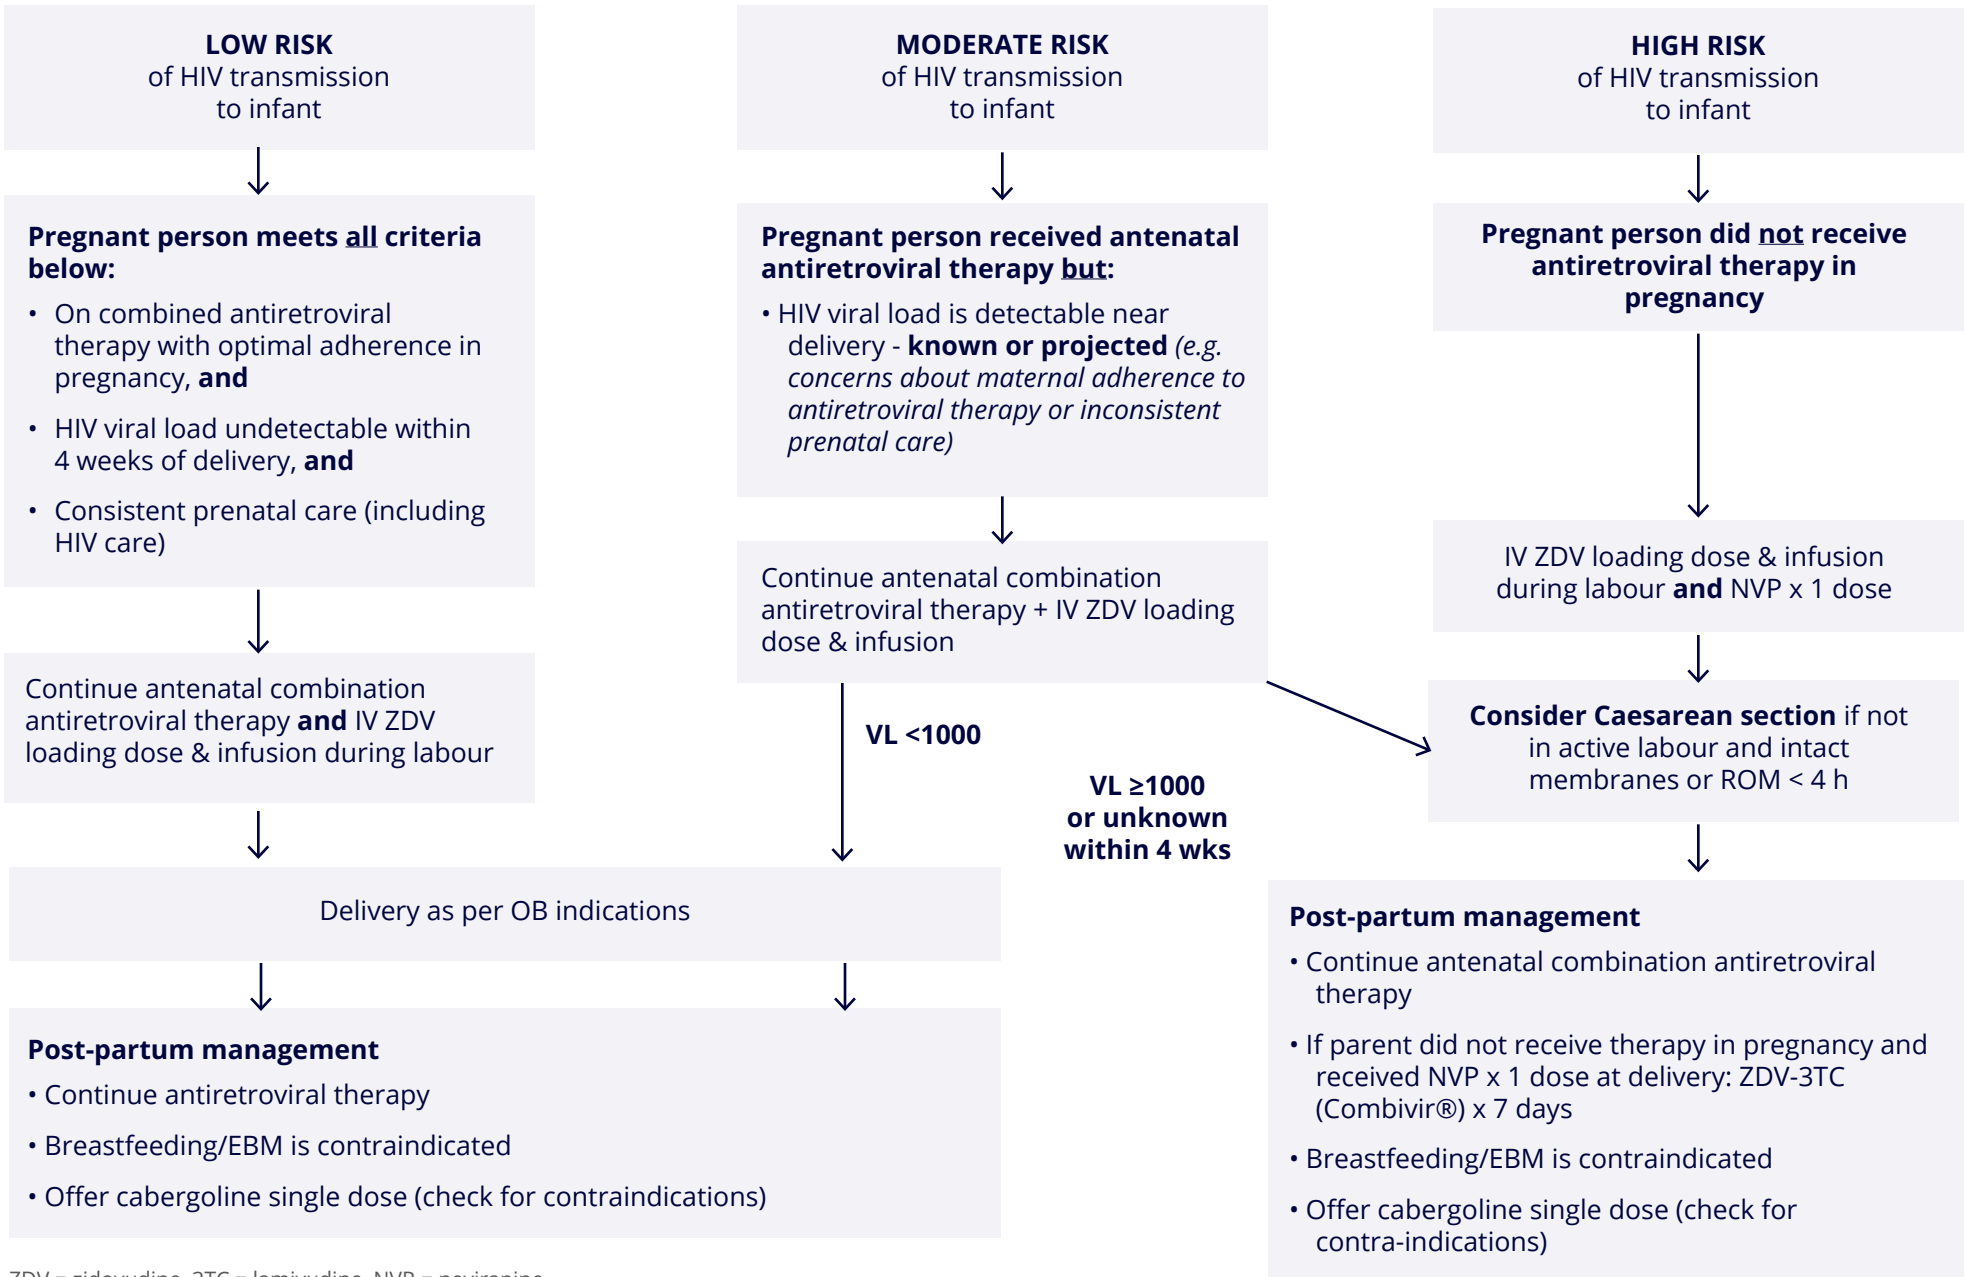 LOW RISK
of HIV transmission
to infant
Pregnant person meets all criteria
below:
• On combined antiretroviral
therapy with optimal adherence in
pregnancy, and
• HIV viral load undetectable within
4 weeks of delivery, and
• Consistent prenatal care (including
HIV care)
Continue antenatal combination
antiretroviral therapy and IV ZDV
loading dose & infusion during labour
MODERATE RISK
of HIV transmission
to infant
Pregnant person received antenatal
antiretroviral therapy but:
• HIV viral load is detectable near
delivery - known or projected (e.g.
concerns about maternal adherence to
antiretroviral therapy or inconsistent
prenatal care)
Continue antenatal combination
antiretroviral therapy + IV ZDV loading
dose & infusion
VL <1000
VL ≥1000
or unknown
within 4 wks
HIGH RISK
of HIV transmission
to infant
Pregnant person did not receive
antiretroviral therapy in
pregnancy
IV ZDV loading dose & infusion
during labour and NVP x 1 dose
Consider Caesarean section if not
in active labour and intact
membranes or ROM < 4 h
Delivery as per OB indications
Post-partum management
• Continue antiretroviral therapy
• Breastfeeding/EBM is contraindicated
• Offer cabergoline single dose (check for contraindications)
Post-partum management
• Continue antenatal combination antiretroviral
therapy
• If parent did not receive therapy in pregnancy and
received NVP x 1 dose at delivery: ZDV-3TC
(Combivir®) x 7 days
• Breastfeeding/EBM is contraindicated
• Offer cabergoline single dose (check for
contra-indications)
ZDV = zidovudine, 3TC = lamivudine, NVP = nevirapine